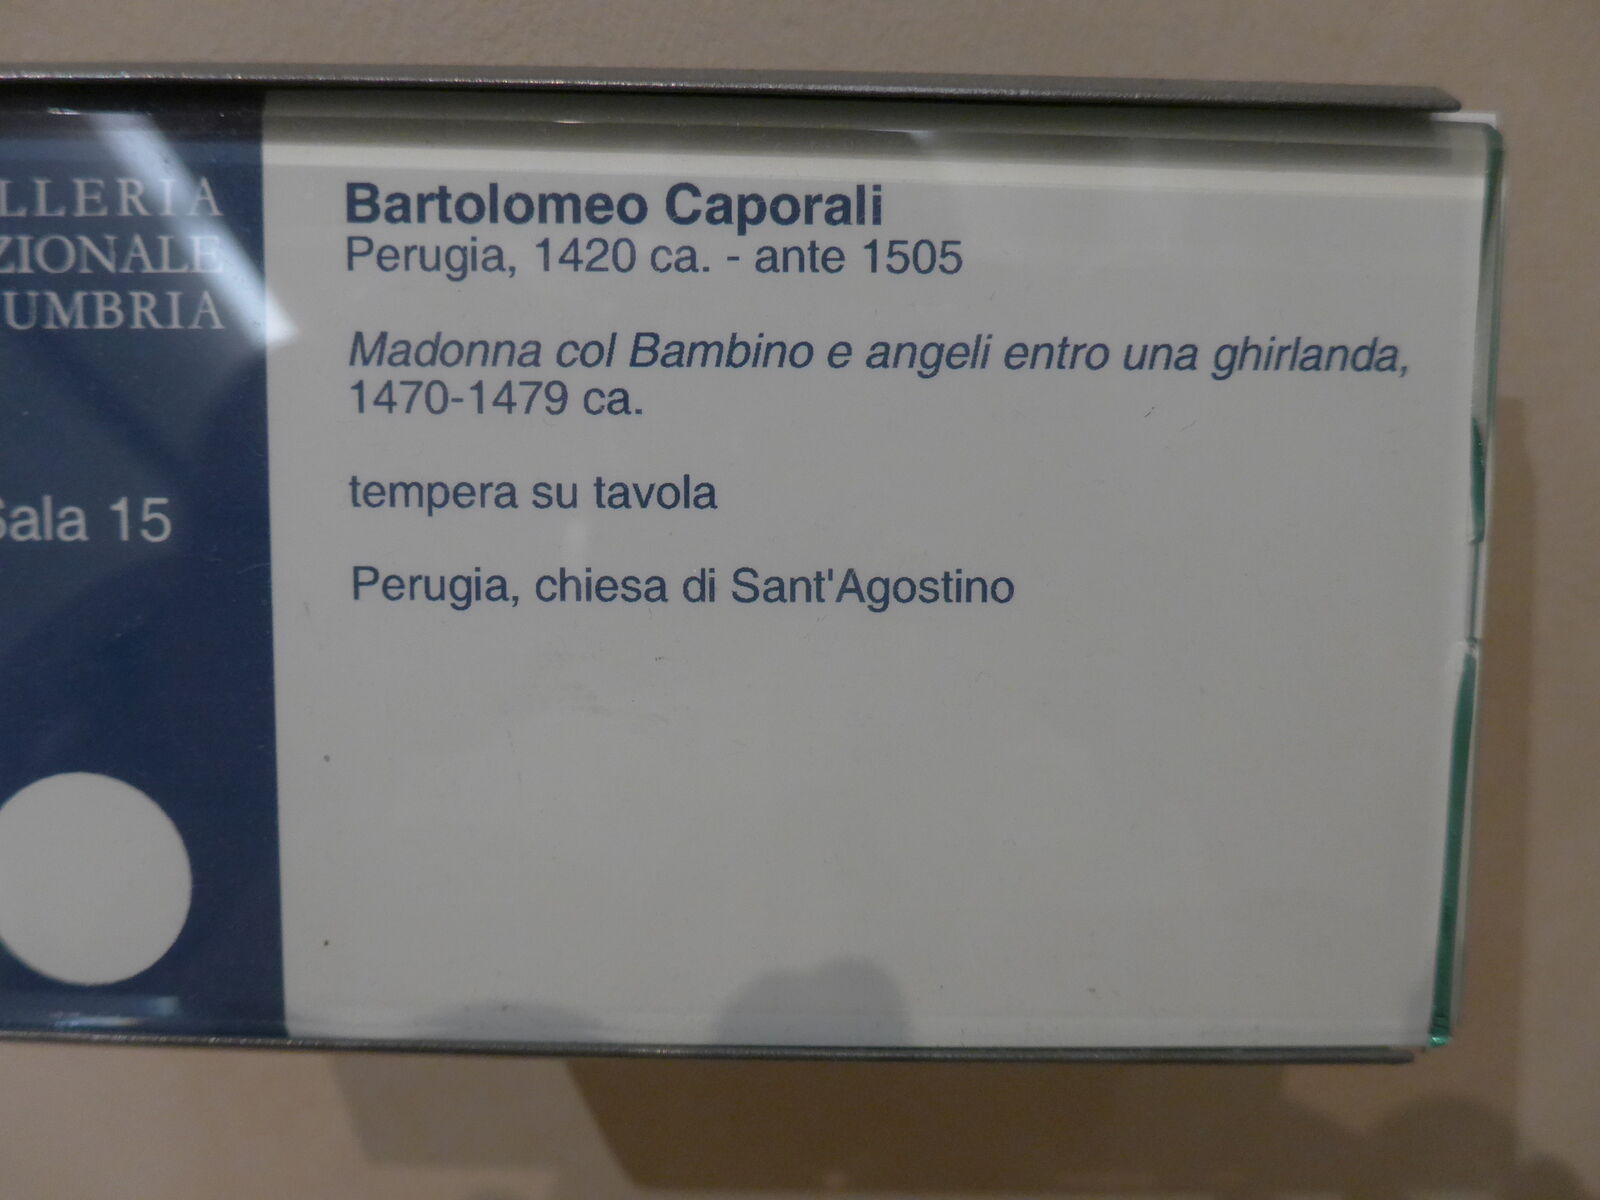 LLERIA
ZIONALE
UMBRIA
Sala 15
Bartolomeo Caporali
Perugia, 1420 ca. - ante 1505
Madonna col Bambino e angeli entro una ghirlanda,
1470-1479 ca.
tempera su tavola
Perugia, chiesa di Sant'Agostino